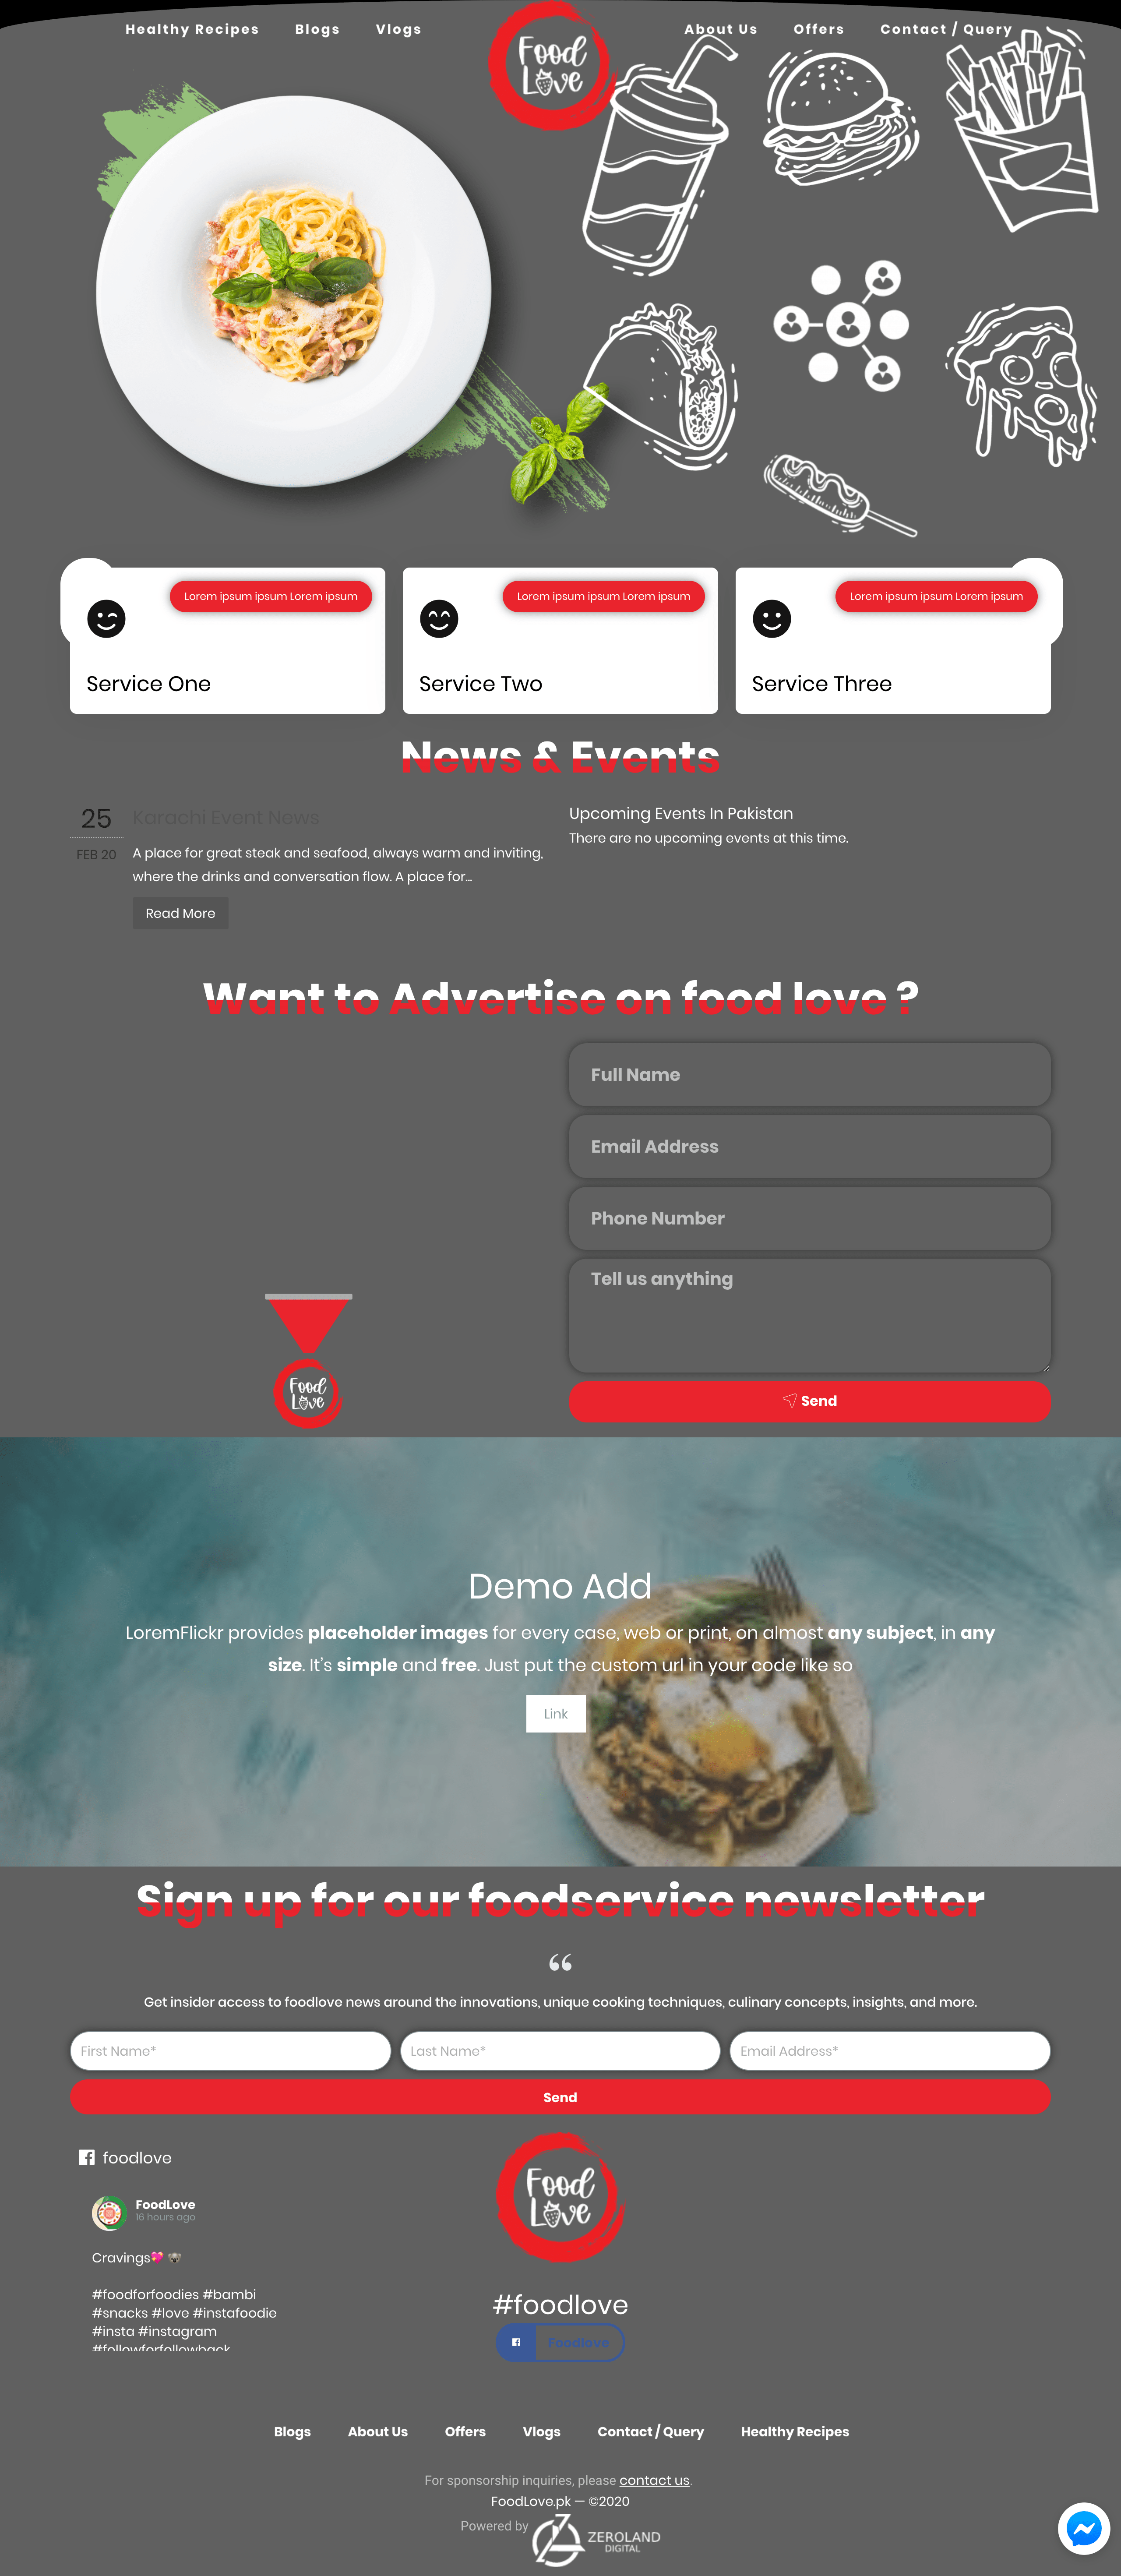 Healthy Recipes
Blogs
Vlogs
Food
Love
About Us
Offers
Contact / Query
Lorem ipsum ipsum Lorem ipsum
Service One
Lorem ipsum ipsum Lorem ipsum
Service Two
Lorem ipsum ipsum Lorem ipsum
Service Three
News & Events
25
FEB 20
Karachi Event News
A place for great steak and seafood, always warm and inviting,
where the drinks and conversation flow. A place for...
Read More
Upcoming Events In Pakistan
There are no upcoming events at this time.
Want to Advertise on food love ?
Full Name
Email Address
Phone Number
Tell us anything
Send
Food
Love
Demo Add
LoremFlickr provides placeholder images for every case, web or print, on almost any subject, in any
size. It's simple and free. Just put the custom url in your code like so
Link
Sign up for our foodservice newsletter
“
Get insider access to foodlove news around the innovations, unique cooking techniques, culinary concepts, insights, and more.
First Name*
Last Name*
Email Address*
Send
foodlove
FoodLove
16 hours ago
Cravings💘 🐨
#foodforfoodies #bambi
#snacks #love #instafoodie
#insta #instagram
#followforfollowback
Food
Love
#foodlove
Foodlove
Blogs
About Us
Offers
Vlogs
Contact / Query
Healthy Recipes
For sponsorship inquiries, please contact us.
FoodLove.pk — ©2020
Powered by
ZEROLAND
DIGITAL